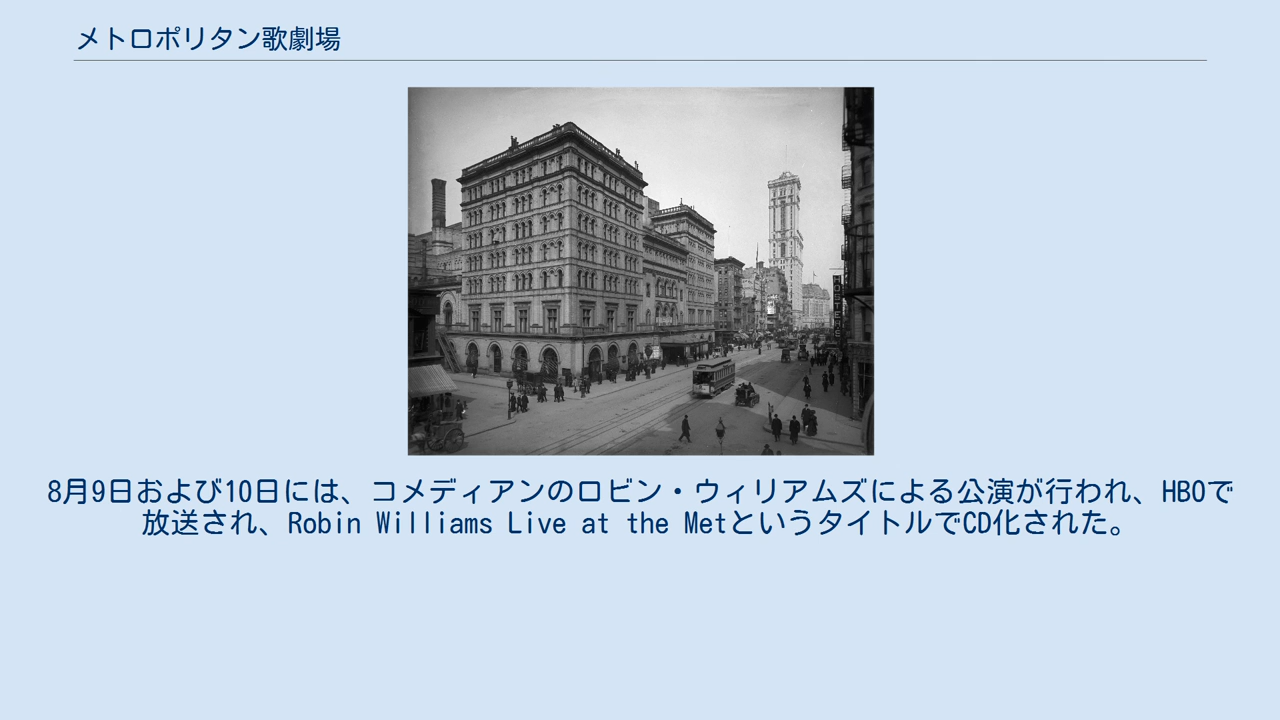 メトロポリタン歌劇場
HOSTERS
8月9日および10日には、コメディアンのロビン・ウィリアムズによる公演が行われ、HBOで
放送され、Robin Williams Live at the MetというタイトルでCD化された。